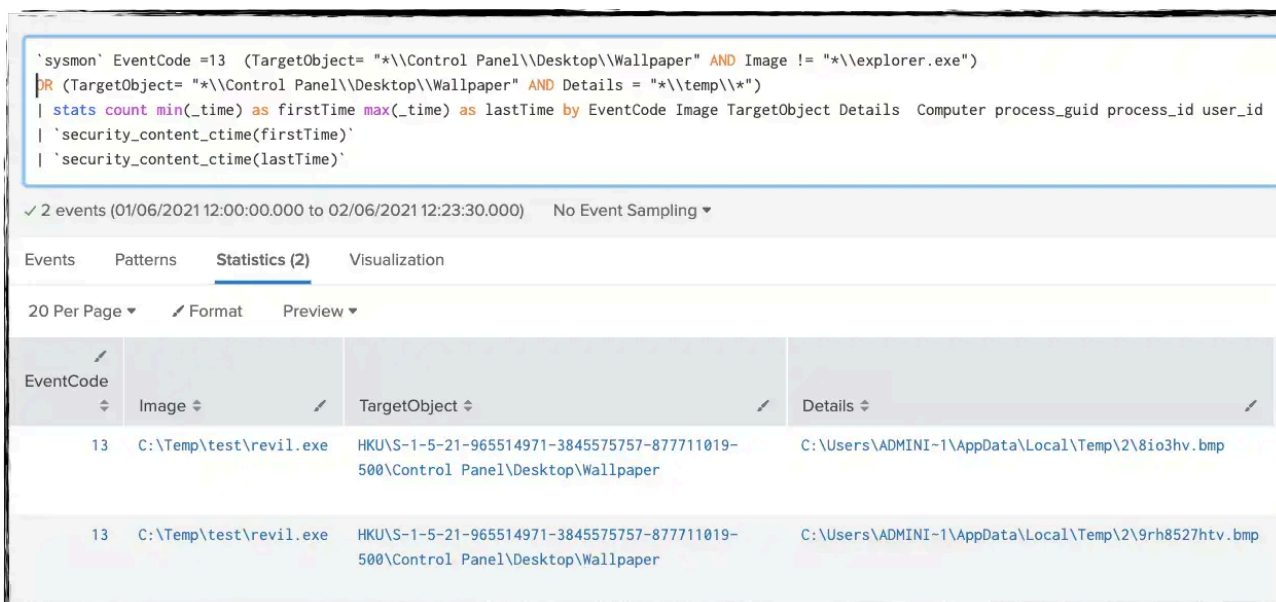 `sysmon` EventCode =13  (TargetObject= "*\\Control Panel\\Desktop\\Wallpaper" AND Image != "*\\explorer.exe")
OR (TargetObject= "*\\Control Panel\\Desktop\\Wallpaper" AND Details = "*\\temp\\*")
| stats count min(_time) as firstTime max(_time) as lastTime by EventCode Image TargetObject Details  Computer process_guid process_id user_id
| `security_content_ctime(firstTime)`
| `security_content_ctime(lastTime)`
✓ 2 events (01/06/2021 12:00:00.000 to 02/06/2021 12:23:30.000) No Event Sampling
Events Patterns Statistics (2) Visualization
20 Per Page Format Preview
EventCode Image TargetObject Details
13 C:\Temp\test\revil.exe HKU\S-1-5-21-965514971-3845575757-877711019- C:\Users\ADMINI~1\AppData\Local\Temp\2\8io3hv.bmp
500\Control Panel\Desktop\Wallpaper
13 C:\Temp\test\revil.exe HKU\S-1-5-21-965514971-3845575757-877711019- C:\Users\ADMINI~1\AppData\Local\Temp\2\9rh8527htv.bmp
500\Control Panel\Desktop\Wallpaper